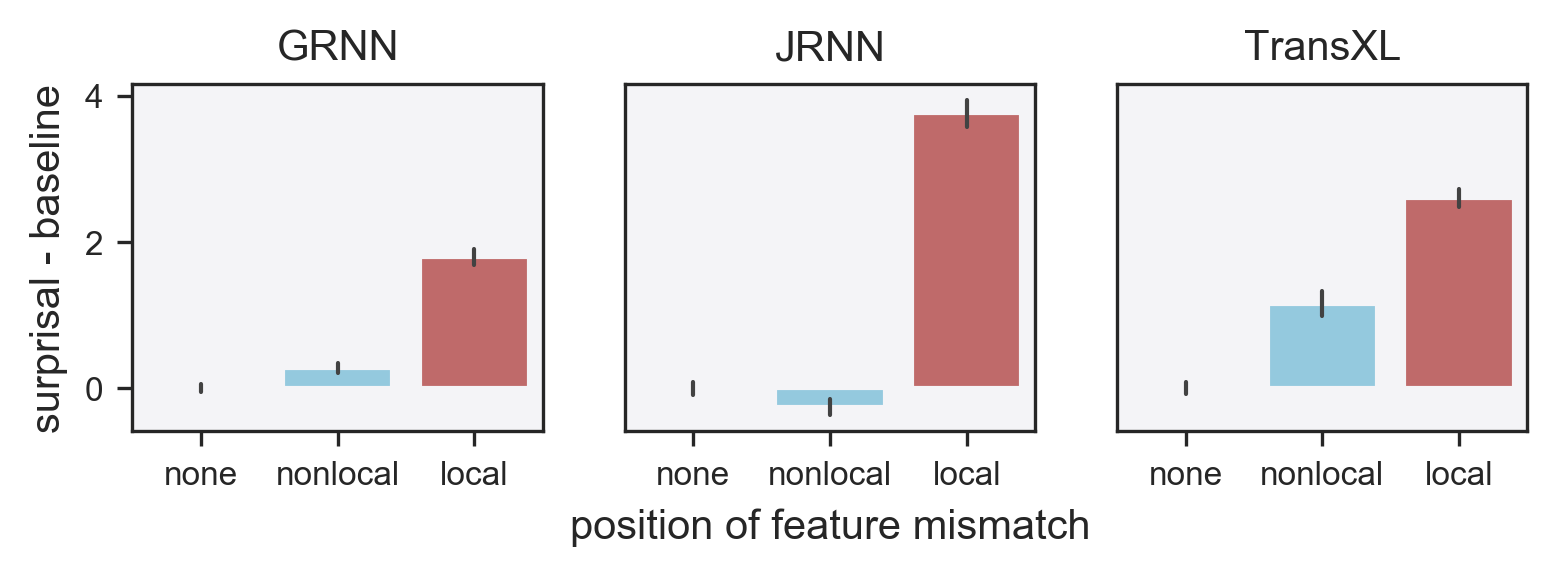 GRNN
JRNN
TransXL
surprisal - baseline
4
2
0
none nonlocal local
none nonlocal local
none nonlocal local
position of feature mismatch